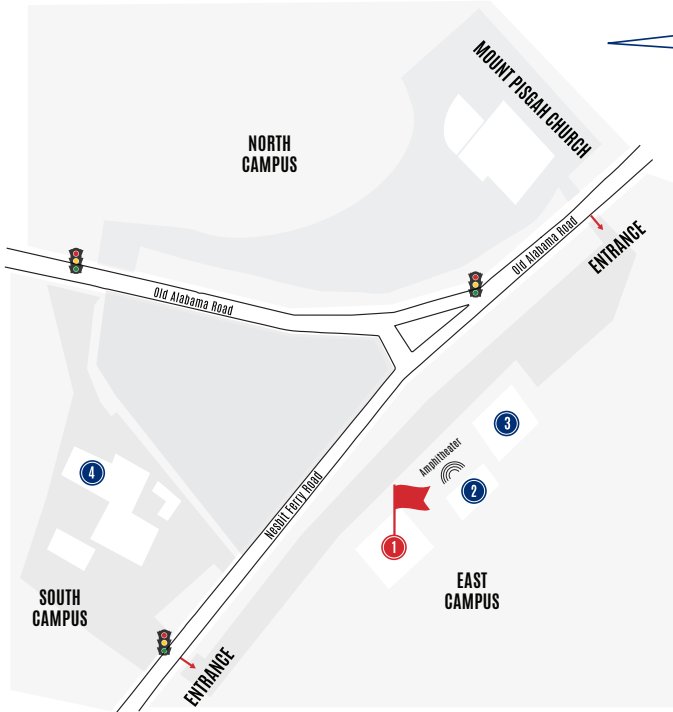 MOUNT PISGAH CHURCH
NORTH
CAMPUS
Old Alabama Road
ENTRANCE
Old Alabama Road
3
Amphitheater
4
2
Nesbit Ferry Road
1
EAST
CAMPUS
SOUTH
CAMPUS
ENTRANCE